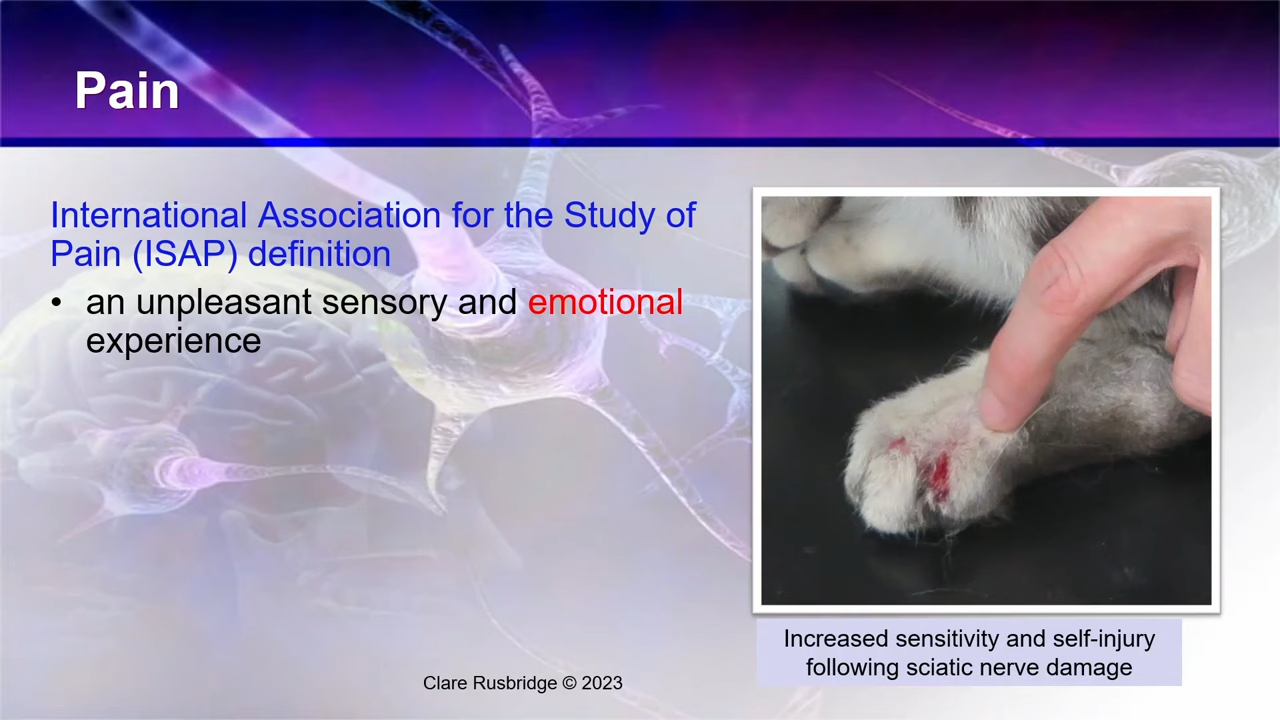 Pain
International Association for the Study of
Pain (ISAP) definition
• an unpleasant sensory and emotional
experience
Increased sensitivity and self-injury
following sciatic nerve damage
Clare Rusbridge © 2023